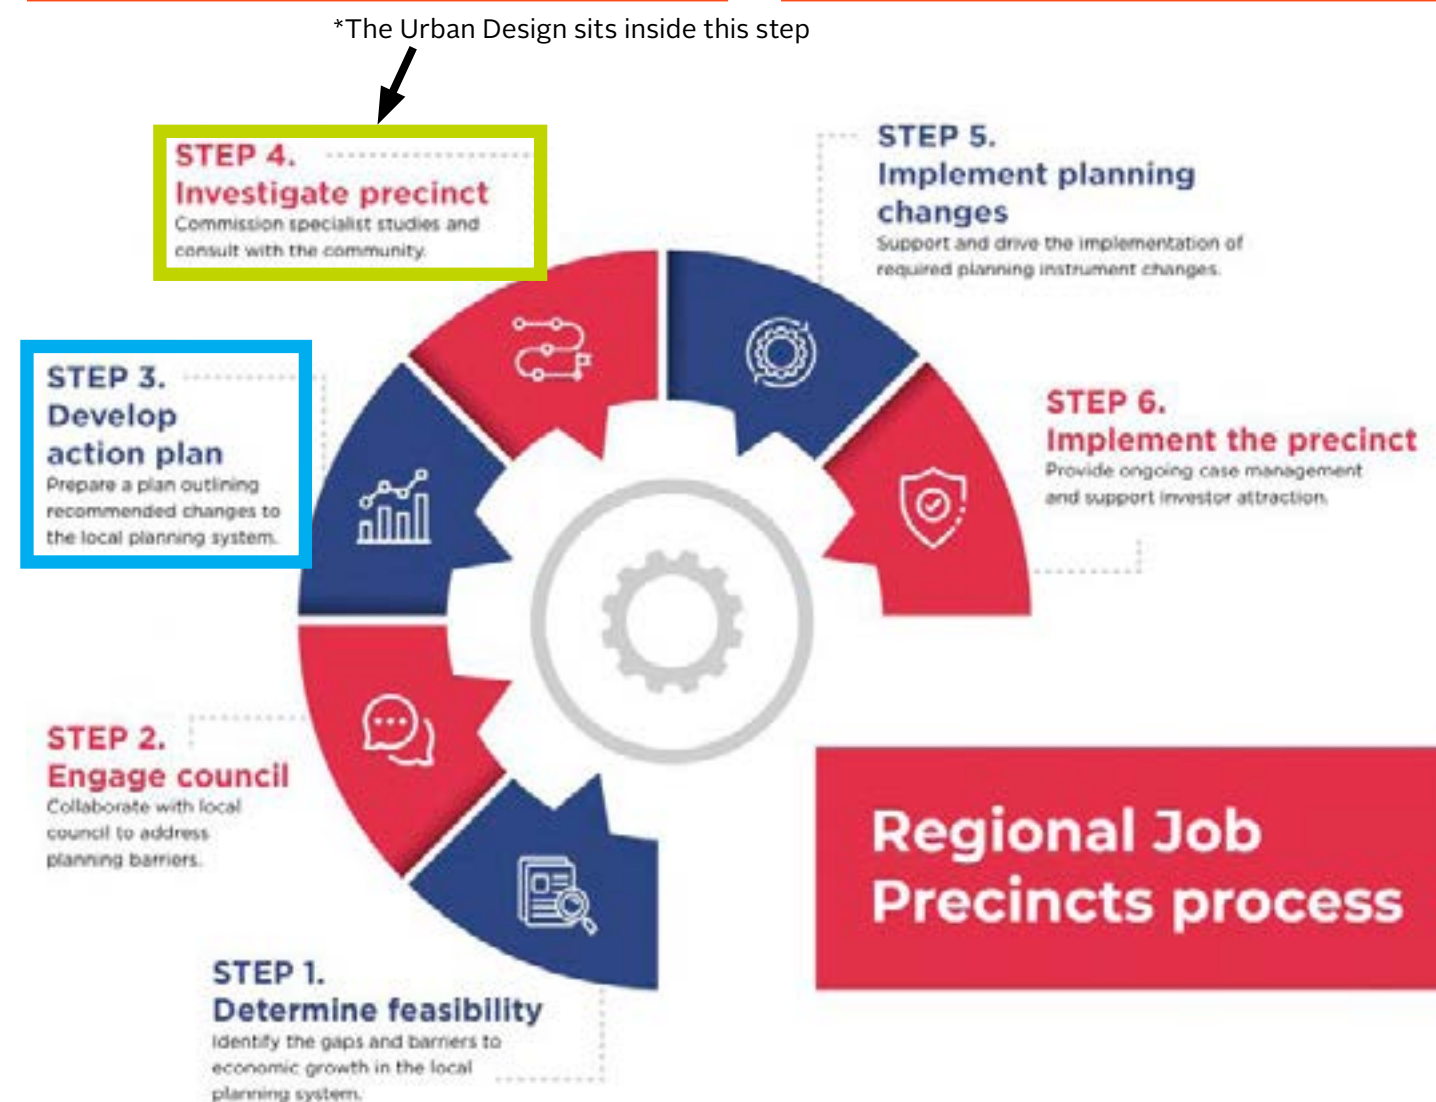 *The Urban Design sits inside this step
STEP 4.
Investigate precinct
Commission specialist studies and
consult with the community.
STEP 5.
Implement planning
changes
Support and drive the implementation of
required planning instrument changes.
STEP 3.
Develop
action plan
Prepare a plan outlining
recommended changes to
the local planning system.
STEP 6.
Implement the precinct
Provide ongoing case management
and support investor attraction.
STEP 2.
Engage council
Collaborate with local
council to address
planning barriers.
Regional Job
Precincts process
STEP 1.
Determine feasibility
Identify the gaps and barriers to
economic growth in the local
planning system.